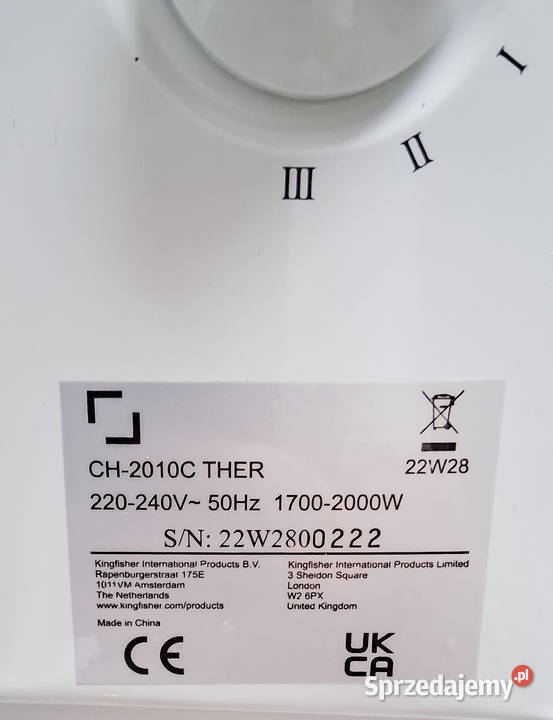 I
II
III
CH-2010C THER
22W28
220-240V~ 50Hz 1700-2000W
S/N: 22W2800222
Kingfisher International Products B.V.
Rapenburgerstraat 175E
1011VM Amsterdam
The Netherlands
www.kingfisher.com/products
Kingfisher International Products Limited
3 Sheldon Square
London
W2 6PX
United Kingdom
Made in China
CE
UK
CA
Sprzedajemy.pl